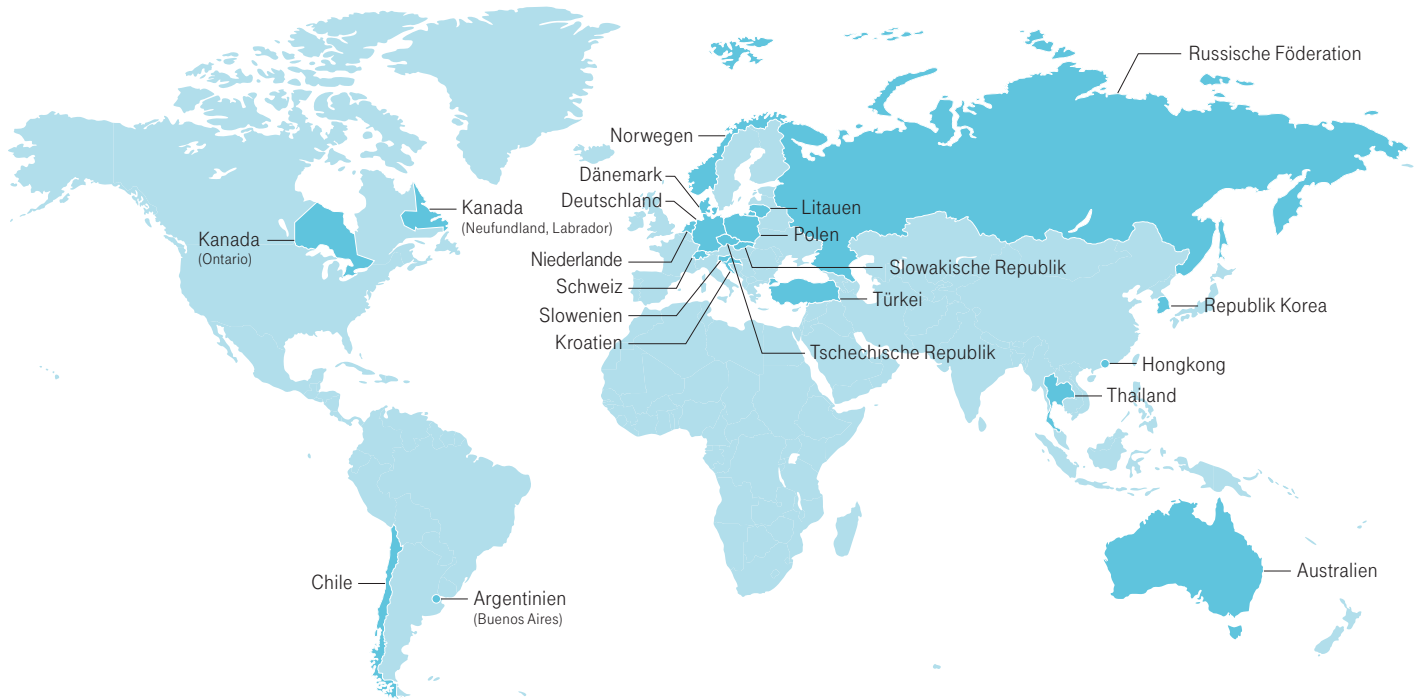 Russische Föderation
Norwegen
Dänemark
Deutschland
Litauen
Kanada
(Neufundland, Labrador)
Polen
Kanada
(Ontario)
Niederlande
Slowakische Republik
Schweiz
Türkei
Republik Korea
Slowenien
Kroatien
Tschechische Republik
Hongkong
Thailand
Australien
Chile
Argentinien
(Buenos Aires)